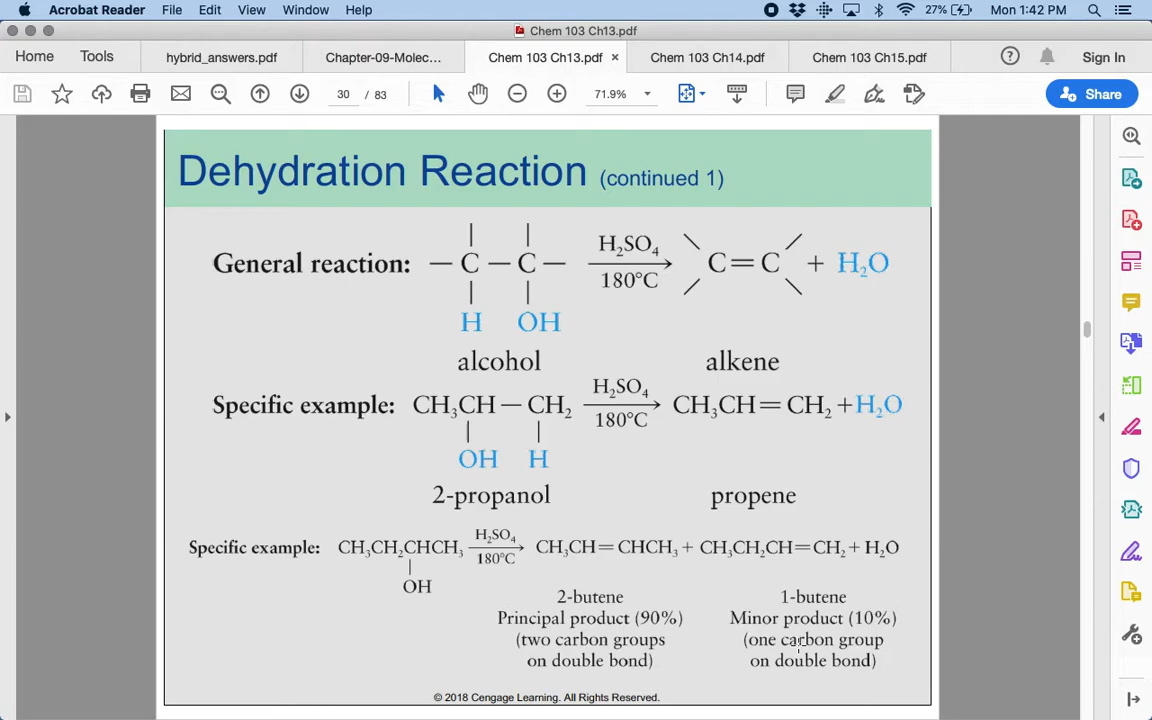 Acrobat Reader File Edit View Window Help 27% Mon 1:42 PM
Chem 103 Ch13.pdf
Home Tools hybrid_answers.pdf Chapter-09-Molec... Chem 103 Ch13.pdf × Chem 103 Ch14.pdf Chem 103 Ch15.pdf ? Sign In
30 / 83 71.9% Share
Dehydration Reaction (continued 1)
General reaction: — C — C — H₂SO₄ 180°C C = C + H₂O
H OH
alcohol alkene
Specific example: CH₃CH — CH₂ H₂SO₄ 180°C CH₃CH = CH₂ + H₂O
OH H
2-propanol propene
Specific example: CH₃CH₂CHCH₃ H₂SO₄ 180°C CH₃CH = CHCH₃ + CH₃CH₂CH = CH₂ + H₂O
OH
2-butene
Principal product (90%)
(two carbon groups
on double bond)
1-butene
Minor product (10%)
(one carbon group
on double bond)
© 2018 Cengage Learning. All Rights Reserved.